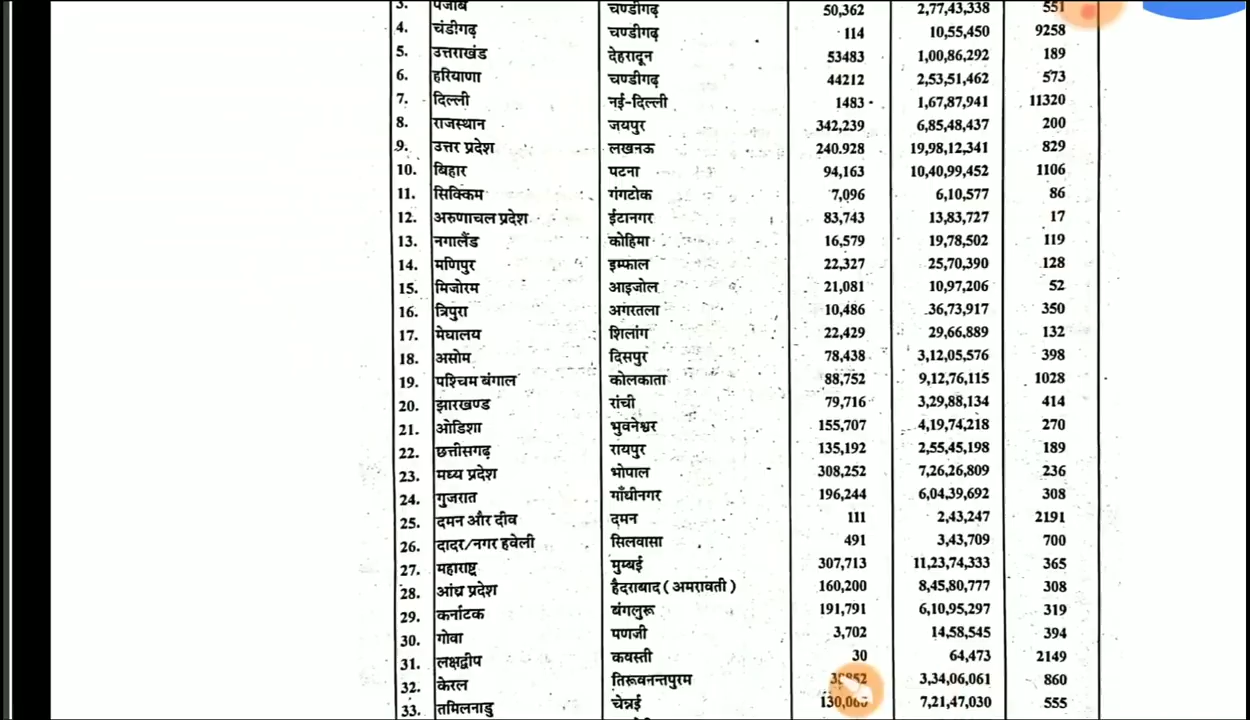 3. पंजाब चण्डीगढ़ 50,362 2,77,43,338 551
4. चंडीगढ़ चण्डीगढ़ 114 10,55,450 9258
5. उत्तराखंड देहरादून 53483 1,00,86,292 189
6. हरियाणा चण्डीगढ़ 44212 2,53,51,462 573
7. दिल्ली नई-दिल्ली 1483 1,67,87,941 11320
8. राजस्थान जयपुर 342,239 6,85,48,437 200
9. उत्तर प्रदेश लखनऊ 240.928 19,98,12,341 829
10. बिहार पटना 94,163 10,40,99,452 1106
11. सिक्किम गंगटोक 7,096 6,10,577 86
12. अरुणाचल प्रदेश ईटानगर 83,743 13,83,727 17
13. नगालैंड कोहिमा 16,579 19,78,502 119
14. मणिपुर इम्फाल 22,327 25,70,390 128
15. मिजोरम आइजोल 21,081 10,97,206 52
16. त्रिपुरा अगरतला 10,486 36,73,917 350
17. मेघालय शिलांग 22,429 29,66,889 132
18. असोम दिसपुर 78,438 3,12,05,576 398
19. पश्चिम बंगाल कोलकाता 88,752 9,12,76,115 1028
20. झारखण्ड रांची 79,716 3,29,88,134 414
21. ओडिशा भुवनेश्वर 155,707 4,19,74,218 270
22. छत्तीसगढ़ रायपुर 135,192 2,55,45,198 189
23. मध्य प्रदेश भोपाल 308,252 7,26,26,809 236
24. गुजरात गाँधीनगर 196,244 6,04,39,692 308
25. दमन और दीव दमन 111 2,43,247 2191
26. दादर/नगर हवेली सिलवासा 491 3,43,709 700
27. महाराष्ट्र मुम्बई 307,713 11,23,74,333 365
28. आंध्र प्रदेश हैदराबाद (अमरावती) 160,200 8,45,80,777 308
29. कर्नाटक बंगलुरू 191,791 6,10,95,297 319
30. गोवा पणजी 3,702 14,58,545 394
31. लक्षद्वीप कवस्ती 30 64,473 2149
32. केरल तिरूवनन्तपुरम 3,34,06,061 860
33. तमिलनाडु चेन्नई 7,21,47,030 555